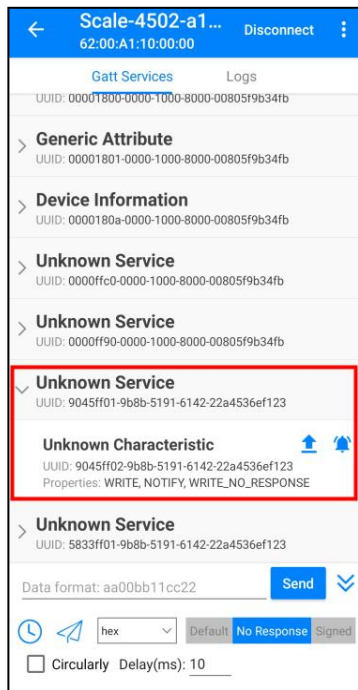 Scale-4502-a1...
62:00:A1:10:00:00
Disconnect
Gatt Services
Logs
UUID: 00001800-0000-1000-8000-00805f9b34fb
Generic Attribute
UUID: 00001801-0000-1000-8000-00805f9b34fb
Device Information
UUID: 0000180a-0000-1000-8000-00805f9b34fb
Unknown Service
UUID: 0000ffc0-0000-1000-8000-00805f9b34fb
Unknown Service
UUID: 0000ff90-0000-1000-8000-00805f9b34fb
Unknown Service
UUID: 9045ff01-9b8b-5191-6142-22a4536ef123
Unknown Characteristic
UUID: 9045ff02-9b8b-5191-6142-22a4536ef123
Properties: WRITE, NOTIFY, WRITE_NO_RESPONSE
Unknown Service
UUID: 5833ff01-9b8b-5191-6142-22a4536ef123
Data format: aa00bb11cc22
Send
hex
Default No Response Signed
Circularly Delay(ms): 10